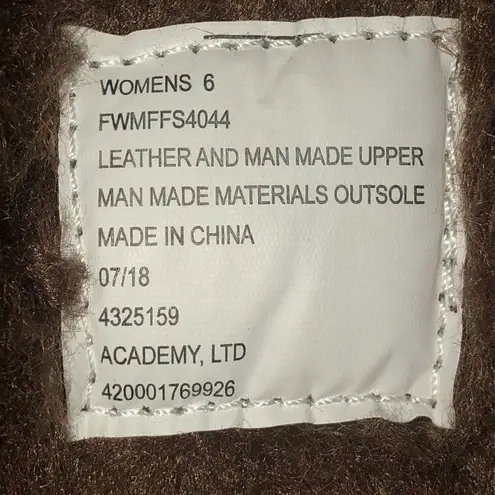 WOMENS 6
FWMFFS4044
LEATHER AND MAN MADE UPPER
MAN MADE MATERIALS OUTSOLE
MADE IN CHINA
07/18
4325159
ACADEMY, LTD
420001769926